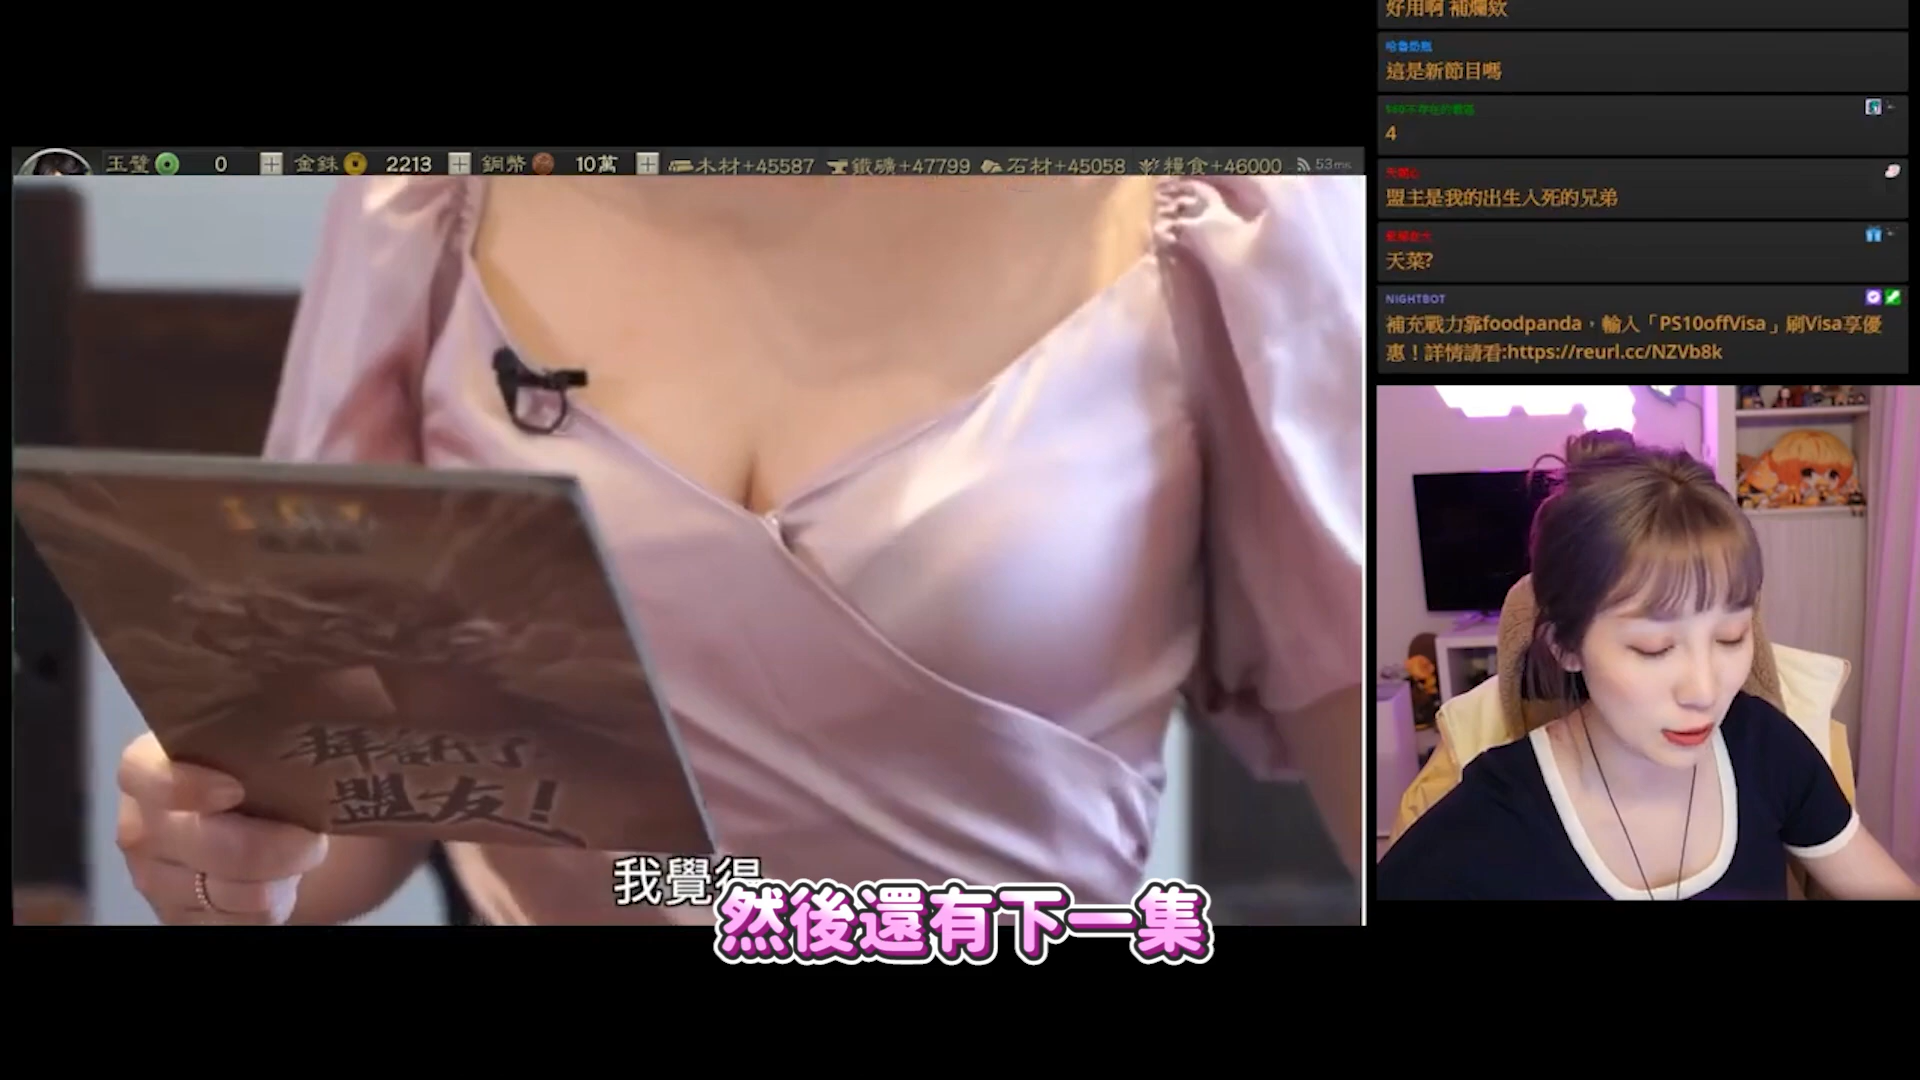 玉璧 0 金銖 2213 銅幣 10萬 木材+45587 鐵礦+47799 石材+45058 糧食+46000 53ms
拜託了
盟友!
我覺得
然後還有下一集
好用啊 補爛欸
這是新節目嗎
4
盟主是我的出生入死的兄弟
天菜?
NIGHTBOT
補充戰力靠foodpanda,輸入「PS10offVisa」刷Visa享優
惠!詳情請看:https://reurl.cc/NZVb8k